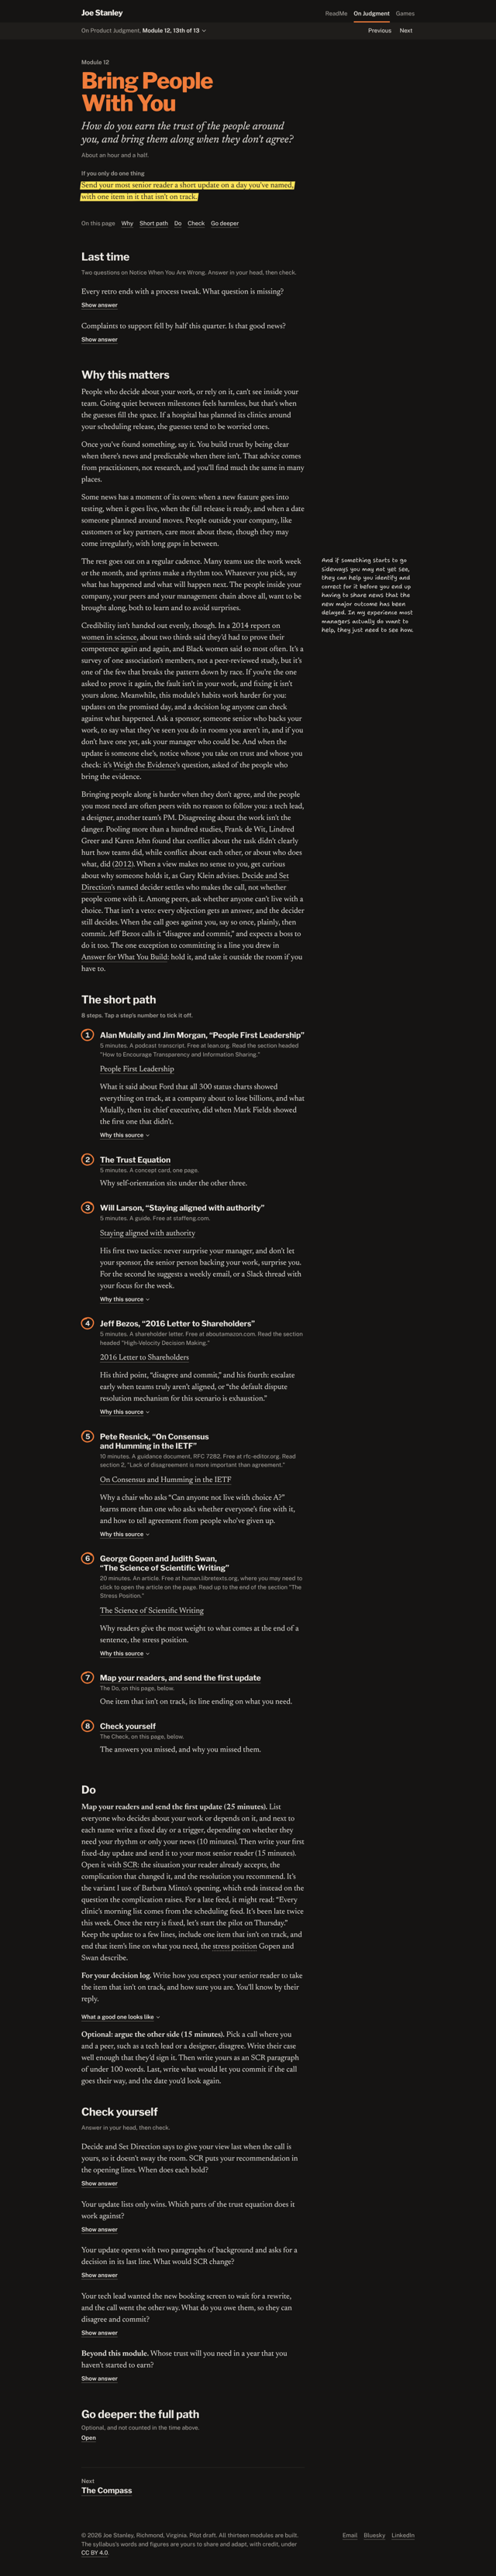 Joe Stanley
ReadMe On Judgment Games
On Product Judgment, Module 12, 13th of 13
Previous Next
Module 12
Bring People
With You
How do you earn the trust of the people around
you, and bring them along when they don't agree?
About an hour and a half.
If you only do one thing
Send your most senior reader a short update on a day you've named,
with one item in it that isn't on track.
On this page Why Short path Do Check Go deeper
Last time
Two questions on Notice When You Are Wrong. Answer in your head, then check.
Every retro ends with a process tweak. What question is missing?
Show answer
Complaints to support fell by half this quarter. Is that good news?
Show answer
Why this matters
People who decide about your work, or rely on it, can't see inside your
team. Going quiet between milestones feels harmless, but that's when
the guesses fill the space. If a hospital has planned its clinics around
your scheduling release, the guesses tend to be worried ones.
Once you've found something, say it. You build trust by being clear
when there's news and predictable when there isn't. That advice comes
from practitioners, not research, and you'll find much the same in many
places.
Some news has a moment of its own: when a new feature goes into
testing, when it goes live, when the full release is ready, and when a date
someone planned around moves. People outside your company, like
customers or key partners, care most about these, though they may
come irregularly, with long gaps in between.
The rest goes out on a regular cadence. Many teams use the work week
or the month, and sprints make a rhythm too. Whatever you pick, say
what has happened and what will happen next. The people inside your
company, your peers and your management chain above all, want to be
brought along, both to learn and to avoid surprises.
And if something starts to go
sideways you may not yet see,
they can help you identify and
correct for it before you end up
having to share news that the
new major outcome has been
delayed. In my experience most
managers actually do want to
help, they just need to see how.
Credibility isn't handed out evenly, though. In a 2014 report on
women in science, about two thirds said they'd had to prove their
competence again and again, and Black women said so most often. It's a
survey of one association's members, not a peer-reviewed study, but it's
one of the few that breaks the pattern down by race. If you're the one
asked to prove it again, the fault isn't in your work, and fixing it isn't
yours alone. Meanwhile, this module's habits work harder for you:
updates on the promised day, and a decision log anyone can check
against what happened. Ask a sponsor, someone senior who backs your
work, to say what they've seen you do in rooms you aren't in, and if you
don't have one yet, ask your manager who could be. And when the
update is someone else's, notice whose you take on trust and whose you
check: it's Weigh the Evidence's question, asked of the people who
bring the evidence.
Bringing people along is harder when they don't agree, and the people
you most need are often peers with no reason to follow you: a tech lead,
a designer, another team's PM. Disagreeing about the work isn't the
danger. Pooling more than a hundred studies, Frank de Wit, Lindred
Greer and Karen Jehn found that conflict about the task didn't clearly
hurt how teams did, while conflict about each other, or about who does
what, did (2012). When a view makes no sense to you, get curious
about why someone holds it, as Gary Klein advises. Decide and Set
Direction's named decider settles who makes the call, not whether
people come with it. Among peers, ask whether anyone can't live with a
choice. That isn't a veto: every objection gets an answer, and the decider
still decides. When the call goes against you, say so once, plainly, then
commit. Jeff Bezos calls it "disagree and commit," and expects a boss to
do it too. The one exception to committing is a line you drew in
Answer for What You Build: hold it, and take it outside the room if you
have to.
The short path
8 steps. Tap a step's number to tick it off.
1 Alan Mulally and Jim Morgan, "People First Leadership"
5 minutes. A podcast transcript. Free at lean.org. Read the section headed
"How to Encourage Transparency and Information Sharing."
People First Leadership
What it said about Ford that all 300 status charts showed
everything on track, at a company about to lose billions, and what
Mulally, then its chief executive, did when Mark Fields showed
the first one that didn't.
Why this source
2 The Trust Equation
5 minutes. A concept card, one page.
Why self-orientation sits under the other three.
3 Will Larson, "Staying aligned with authority"
5 minutes. A guide. Free at staffeng.com.
Staying aligned with authority
His first two tactics: never surprise your manager, and don't let
your sponsor, the senior person backing your work, surprise you.
For the second he suggests a weekly email, or a Slack thread with
your focus for the week.
Why this source
4 Jeff Bezos, "2016 Letter to Shareholders"
5 minutes. A shareholder letter. Free at aboutamazon.com. Read the section
headed "High-Velocity Decision Making."
2016 Letter to Shareholders
His third point, "disagree and commit," and his fourth: escalate
early when teams truly aren't aligned, or "the default dispute
resolution mechanism for this scenario is exhaustion."
Why this source
5 Pete Resnick, "On Consensus
and Humming in the IETF"
10 minutes. A guidance document, RFC 7282. Free at rfc-editor.org. Read
section 2, "Lack of disagreement is more important than agreement."
On Consensus and Humming in the IETF
Why a chair who asks "Can anyone not live with choice A?"
learns more than one who asks whether everyone's fine with it,
and how to tell agreement from people who've given up.
Why this source
6 George Gopen and Judith Swan,
"The Science of Scientific Writing"
20 minutes. An article. Free at human.libretexts.org, where you may need to
click to open the article on the page. Read up to the end of the section "The
Stress Position."
The Science of Scientific Writing
Why readers give the most weight to what comes at the end of a
sentence, the stress position.
Why this source
7 Map your readers, and send the first update
The Do, on this page, below.
One item that isn't on track, its line ending on what you need.
8 Check yourself
The Check, on this page, below.
The answers you missed, and why you missed them.
Do
Map your readers and send the first update (25 minutes). List
everyone who decides about your work or depends on it, and next to
each name write a fixed day or a trigger, depending on whether they
need your rhythm or only your news (10 minutes). Then write your first
fixed-day update and send it to your most senior reader (15 minutes).
Open it with SCR: the situation your reader already accepts, the
complication that changed it, and the resolution you recommend. It's
the variant I use of Barbara Minto's opening, which ends instead on the
question the complication raises. For a late feed, it might read: "Every
clinic's morning list comes from the scheduling feed. It's been late twice
this week. Once the retry is fixed, let's start the pilot on Thursday."
Keep the update to a few lines, include one item that isn't on track, and
end that item's line on what you need, the stress position Gopen and
Swan describe.
For your decision log. Write how you expect your senior reader to take
the item that isn't on track, and how sure you are. You'll know by their
reply.
What a good one looks like
Optional: argue the other side (15 minutes). Pick a call where you
and a peer, such as a tech lead or a designer, disagree. Write their case
well enough that they'd sign it. Then write yours as an SCR paragraph
of under 100 words. Last, write what would let you commit if the call
goes their way, and the date you'd look again.
Check yourself
Answer in your head, then check.
Decide and Set Direction says to give your view last when the call is
yours, so it doesn't sway the room. SCR puts your recommendation in
the opening lines. When does each hold?
Show answer
Your update lists only wins. Which parts of the trust equation does it
work against?
Show answer
Your update opens with two paragraphs of background and asks for a
decision in its last line. What would SCR change?
Show answer
Your tech lead wanted the new booking screen to wait for a rewrite,
and the call went the other way. What do you owe them, so they can
disagree and commit?
Show answer
Beyond this module. Whose trust will you need in a year that you
haven't started to earn?
Show answer
Go deeper: the full path
Optional, and not counted in the time above.
Open
Next
The Compass
© 2026 Joe Stanley, Richmond, Virginia. Pilot draft. All thirteen modules are built.
The syllabus's words and figures are yours to share and adapt, with credit, under
CC BY 4.0.
Email Bluesky LinkedIn